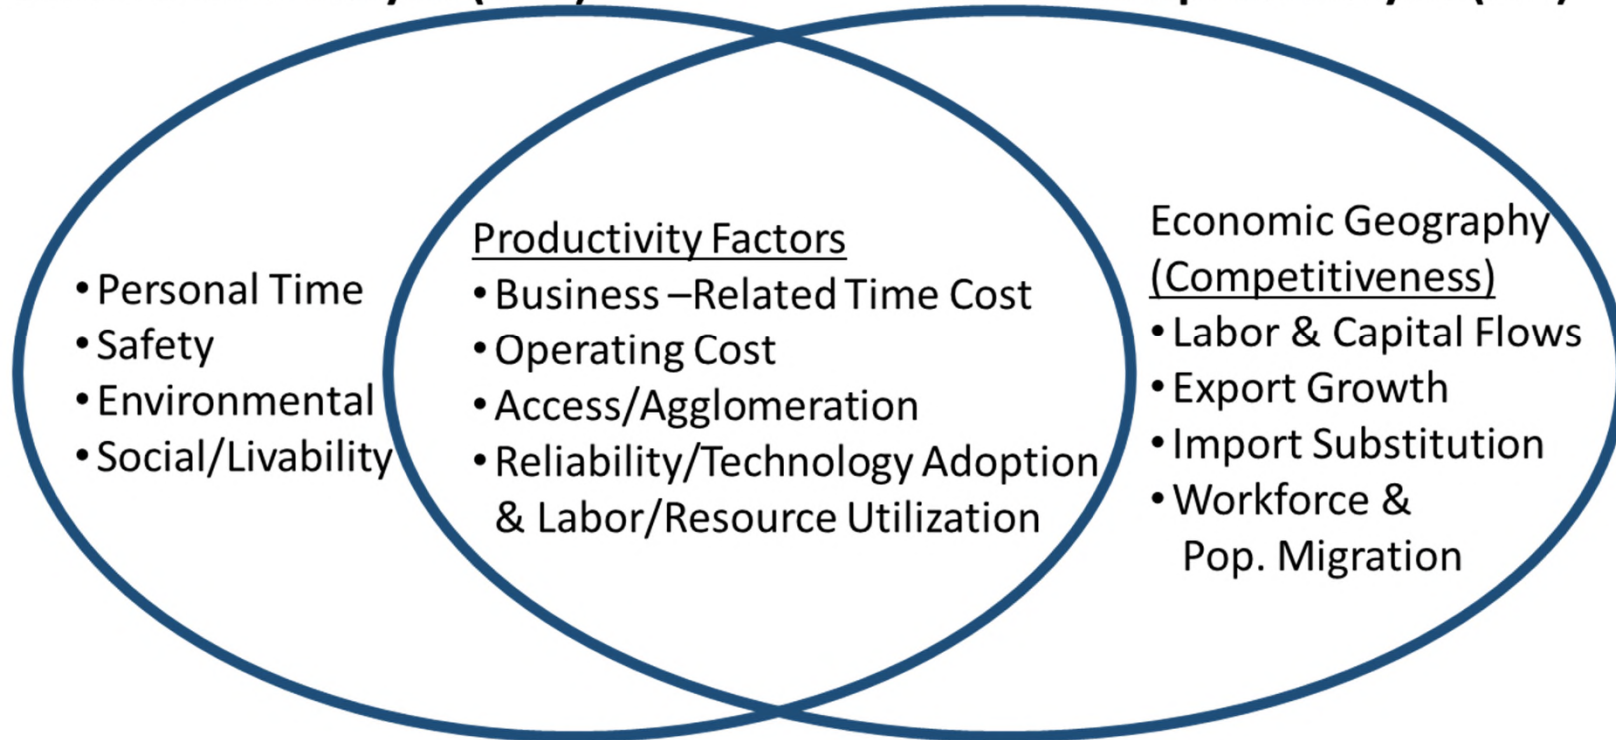 Productivity Factors
• Business –Related Time Cost
• Operating Cost
• Access/Agglomeration
• Reliability/Technology Adoption
& Labor/Resource Utilization
• Personal Time
• Safety
• Environmental
• Social/Livability
Economic Geography
(Competitiveness)
• Labor & Capital Flows
• Export Growth
• Import Substitution
• Workforce &
Pop. Migration